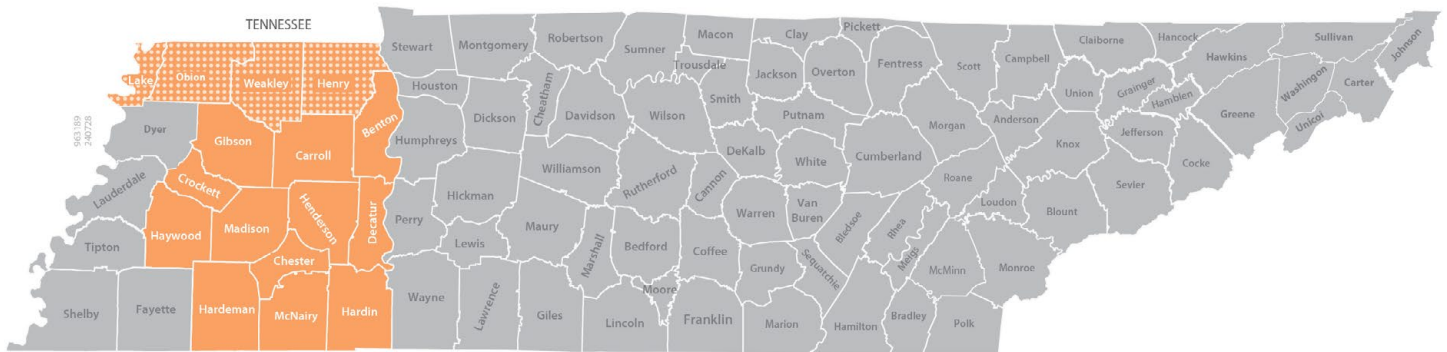 TENNESSEE
Stewart
Montgomery
Robertson
Sumner
Macon
Trousdale
Clay
Pickett
Fentress
Scott
Campbell
Claiborne
Hancock
Hawkins
Sullivan
Johnson
Lake
Obion
Weakley
Henry
Houston
Dickson
Cheatham
Davidson
Wilson
Smith
Jackson
Overton
Putnam
Morgan
Anderson
Union
Grainger
Hamblen
Greene
Washington
Unicoi
Carter
963189
240728
Dyer
Gibson
Carroll
Benton
Humphreys
Hickman
Williamson
Rutherford
Cannon
DeKalb
White
Cumberland
Roane
Loudon
Knox
Jefferson
Sevier
Cocke
Lauderdale
Crockett
Haywood
Madison
Henderson
Decatur
Perry
Lewis
Maury
Marshall
Bedford
Coffee
Warren
Van
Buren
Bledsoe
Rhea
Meigs
McMinn
Monroe
Blount
Tipton
Chester
Shelby
Fayette
Hardeman
McNairy
Hardin
Wayne
Lawrence
Giles
Lincoln
Moore
Franklin
Grundy
Sequatchie
Marion
Hamilton
Bradley
Polk